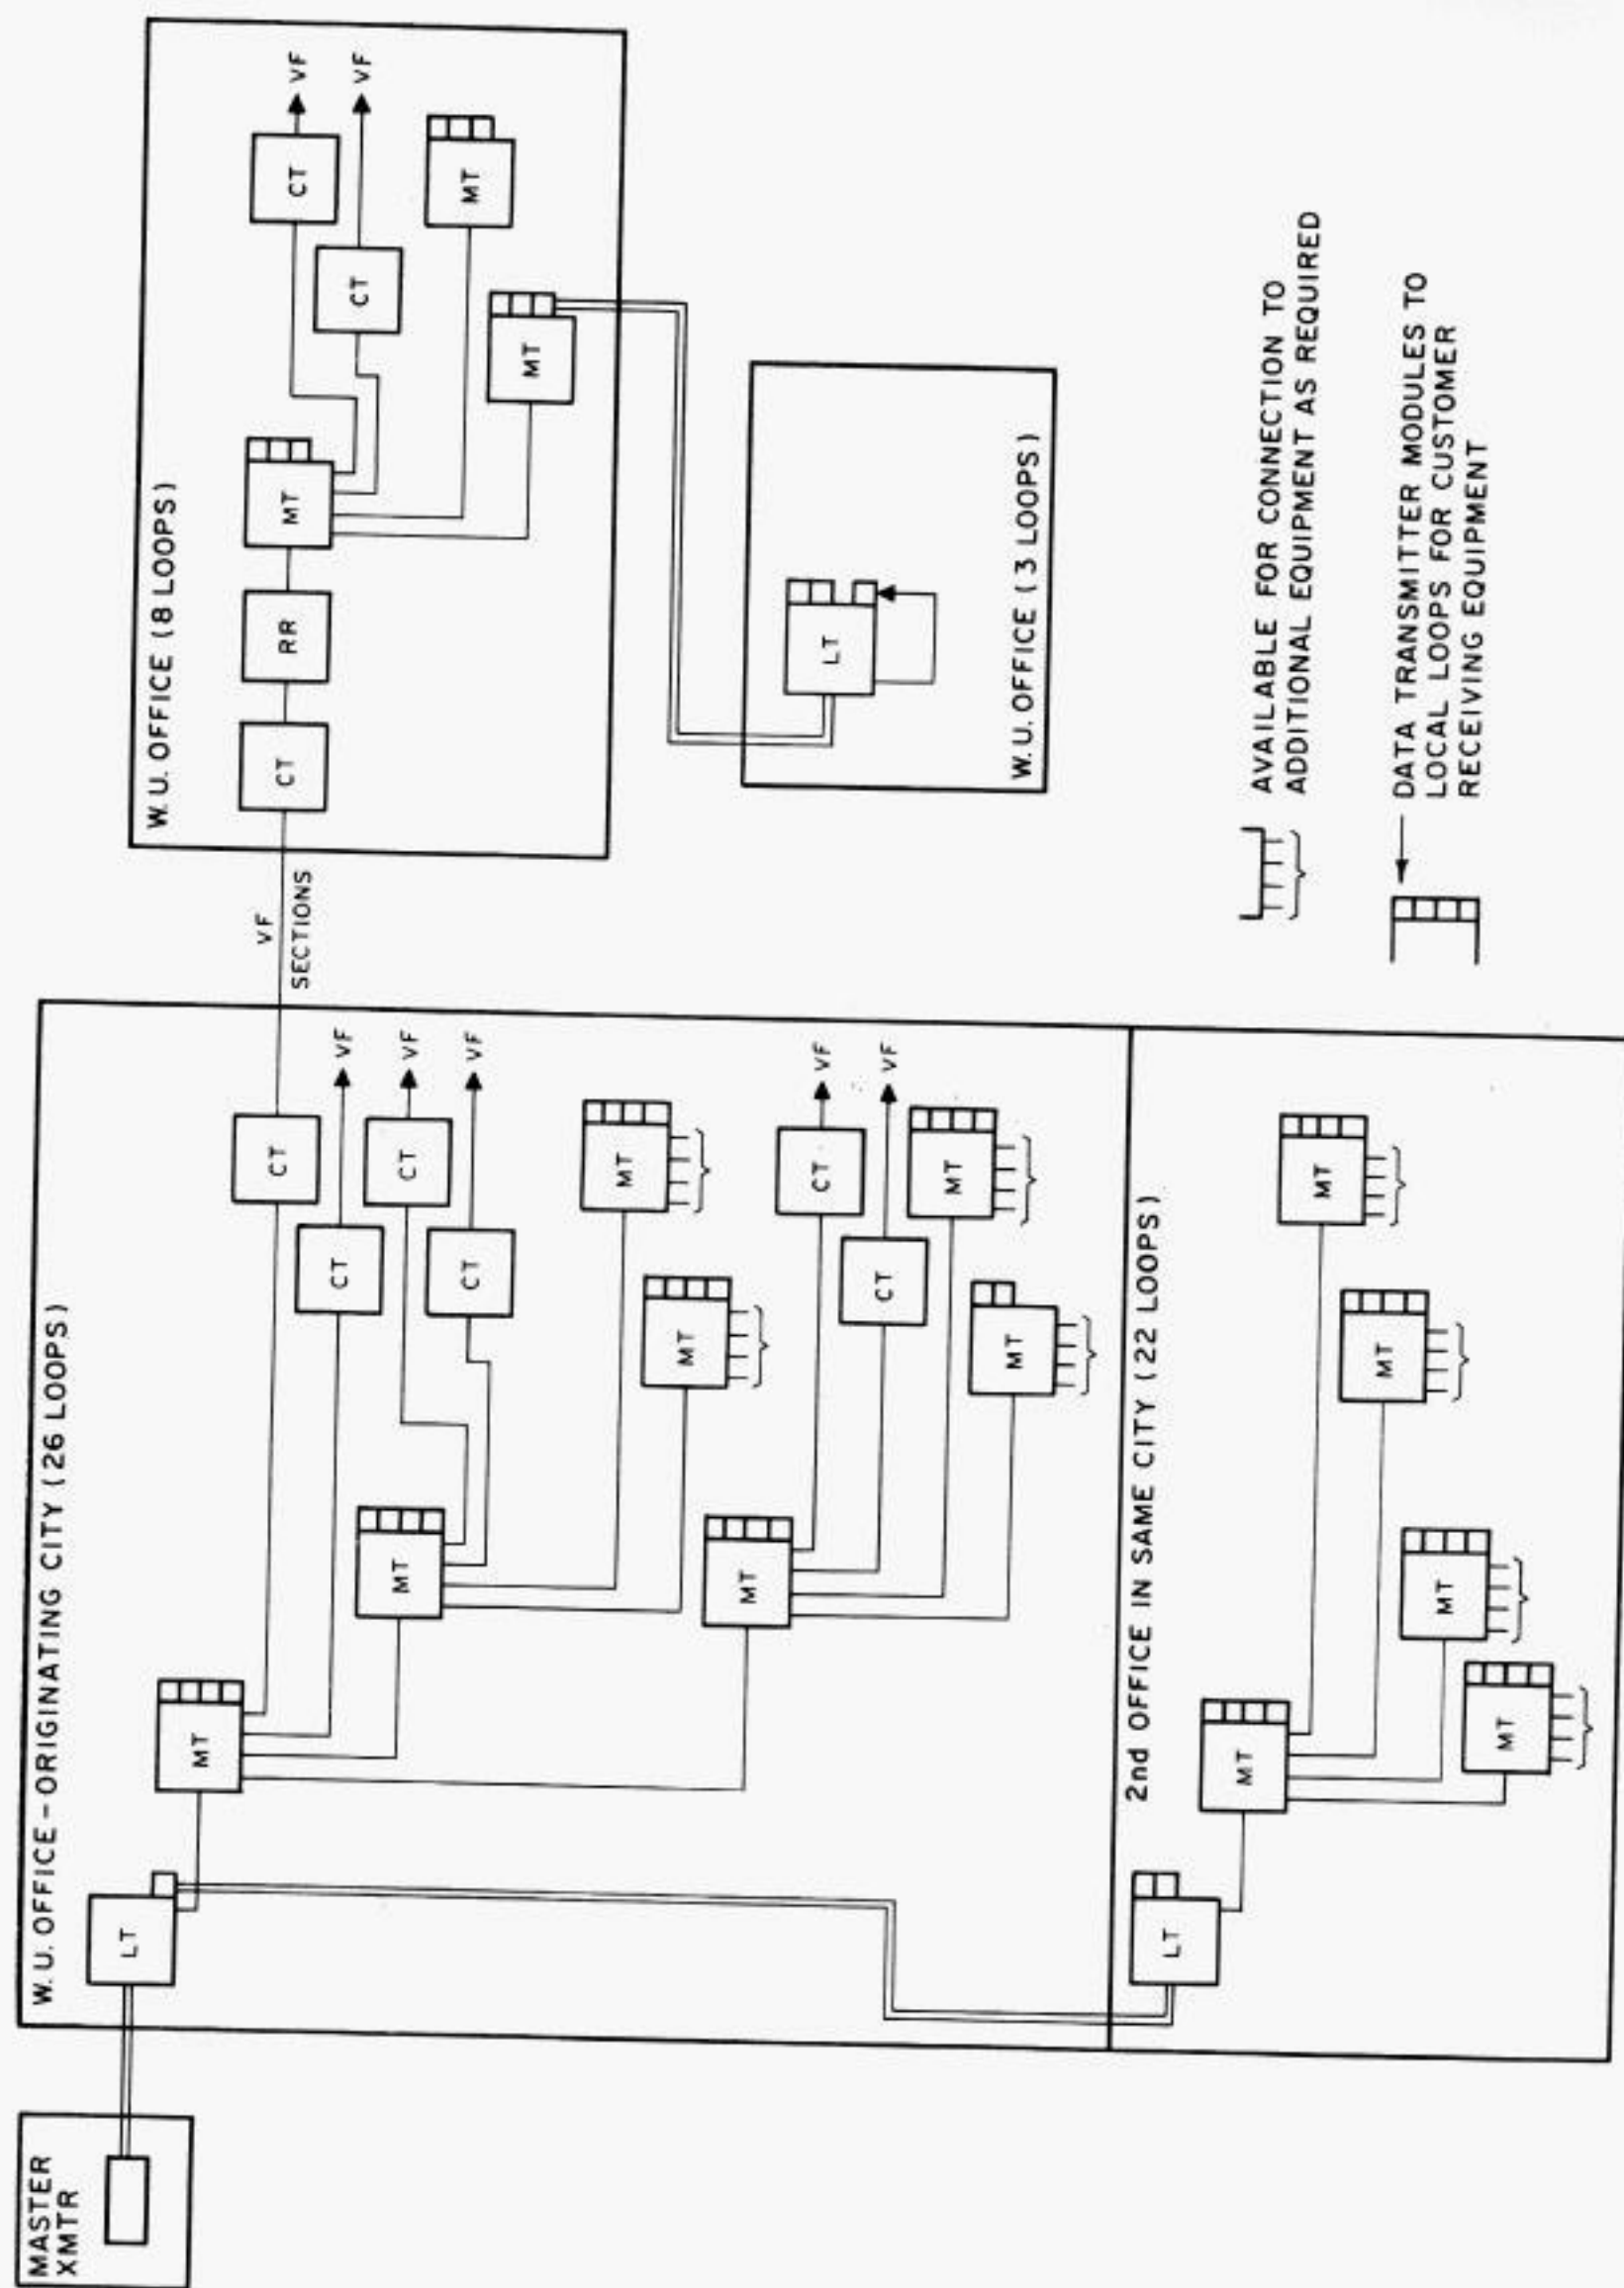 MASTER
XMTR
W. U. OFFICE - ORIGINATING CITY (26 LOOPS)
LT
MT
CT
CT
MT
CT
CT
MT
MT
MT
CT
CT
MT
MT
VF
VF
VF
VF
VF
VF
SECTIONS
2nd OFFICE IN SAME CITY (22 LOOPS)
LT
MT
MT
MT
MT
MT
W. U. OFFICE (8 LOOPS)
CT
RR
MT
CT
VF
CT
VF
MT
MT
W. U. OFFICE (3 LOOPS)
LT
AVAILABLE FOR CONNECTION TO
ADDITIONAL EQUIPMENT AS REQUIRED
DATA TRANSMITTER MODULES TO
LOCAL LOOPS FOR CUSTOMER
RECEIVING EQUIPMENT